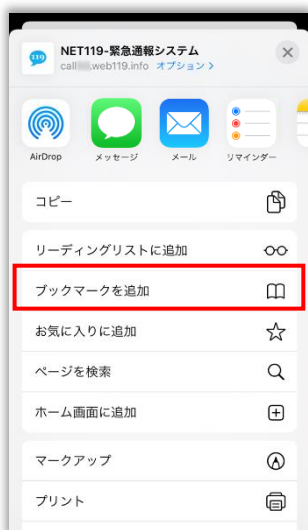 119
NET119-緊急通報システム
call .web119.info オプション >
AirDrop メッセージ メール リマインダー
コピー
リーディングリストに追加
ブックマークを追加
お気に入りに追加
ページを検索
ホーム画面に追加
マークアップ
プリント